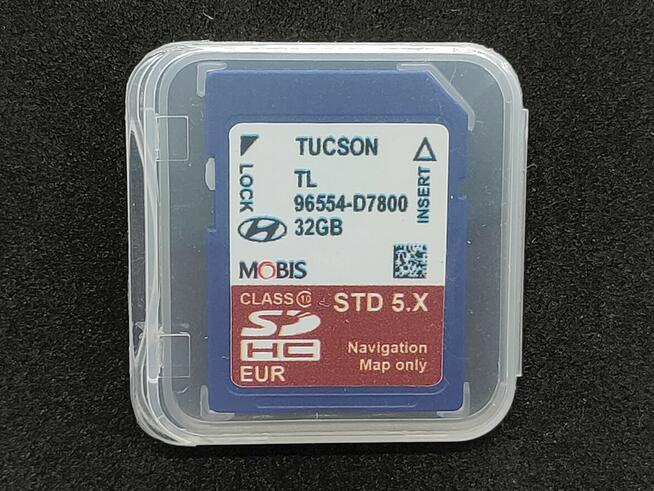 TUCSON
LOCK
TL
INSERT
96554-D7800
32GB
MOBIS
CLASS 10
STD 5.X
SD
HC
Navigation
Map only
EUR